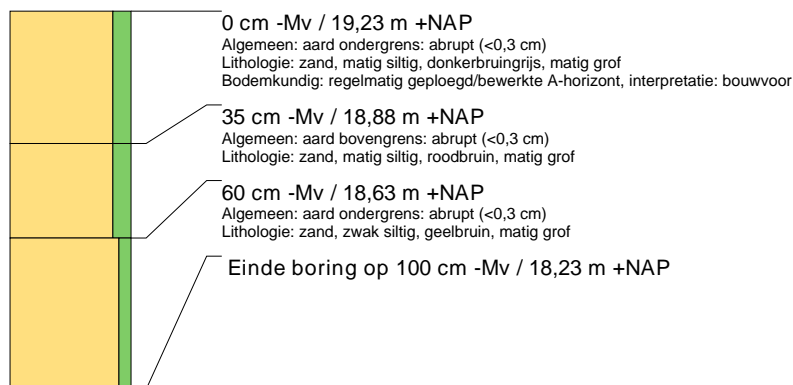 0 cm -Mv / 19,23 m +NAP
Algemeen: aard ondergrens: abrupt (<0,3 cm)
Lithologie: zand, matig siltig, donkerbruingrijs, matig grof
Bodemkundig: regelmatig geploegd/bewerkte A-horizont, interpretatie: bouwvoor
35 cm -Mv / 18,88 m +NAP
Algemeen: aard bovengrens: abrupt (<0,3 cm)
Lithologie: zand, matig siltig, roodbruin, matig grof
60 cm -Mv / 18,63 m +NAP
Algemeen: aard ondergrens: abrupt (<0,3 cm)
Lithologie: zand, zwak siltig, geelbruin, matig grof
Einde boring op 100 cm -Mv / 18,23 m +NAP